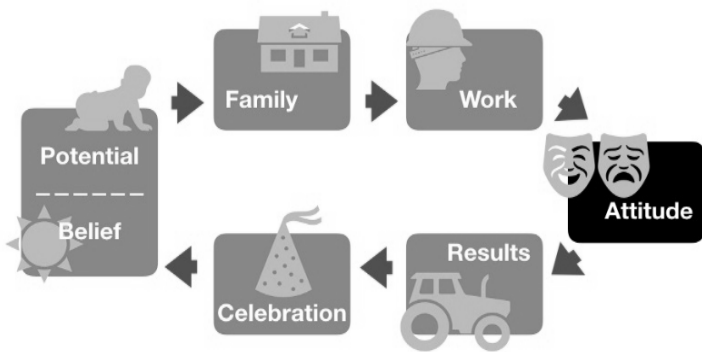 Potential
Belief
Family
Work
Attitude
Results
Celebration